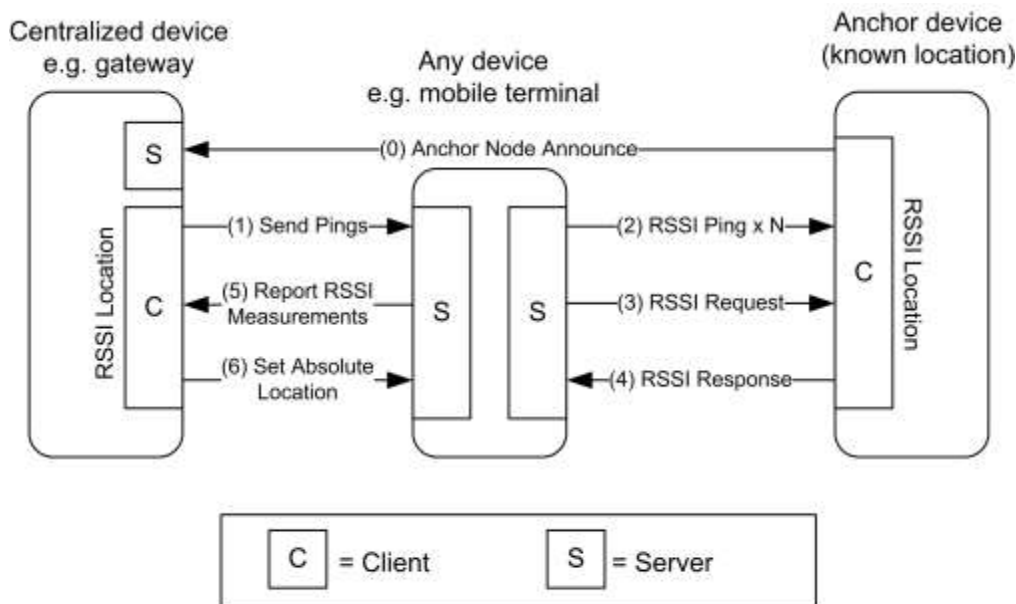 Centralized device
e.g. gateway
Any device
e.g. mobile terminal
Anchor device
(known location)
S
(0) Anchor Node Announce
RSSI Location
C
(1) Send Pings
(5) Report RSSI
Measurements
(6) Set Absolute
Location
S
S
(2) RSSI Ping x N
(3) RSSI Request
(4) RSSI Response
C
RSSI Location
C
= Client
S
= Server